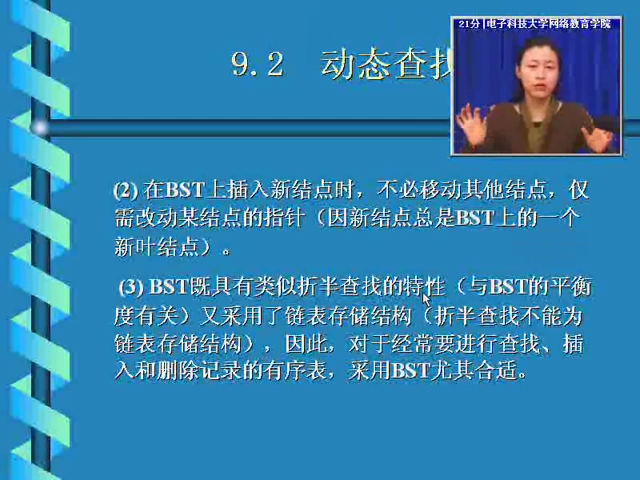 21分|电子科技大学网络教育学院
9.2 动态查找
(2) 在BST上插入新结点时，不必移动其他结点，仅
需改动某结点的指针（因新结点总是BST上的一个
新叶结点）。
(3) BST既具有类似折半查找的特性（与BST的平衡
度有关）又采用了链表存储结构（折半查找不能为
链表存储结构），因此，对于经常要进行查找、插
入和删除记录的有序表，采用BST尤其合适。